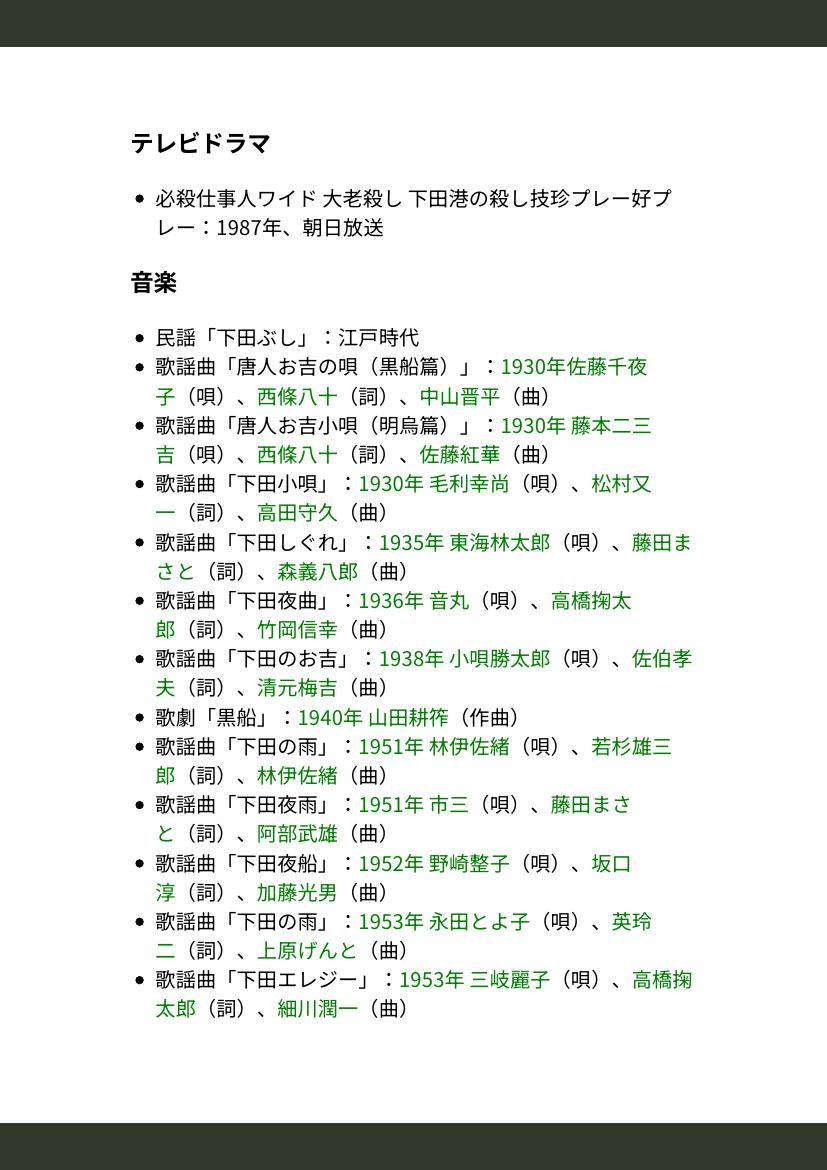 テレビドラマ
必殺仕事人ワイド 大老殺し 下田港の殺し技珍プレー好プ
レー：1987年、朝日放送
音楽
民謡「下田ぶし」：江戸時代
歌謡曲「唐人お吉の唄（黒船篇）」：1930年佐藤千夜
子（唄）、西條八十（詞）、中山晋平（曲）
歌謡曲「唐人お吉小唄（明烏篇）」：1930年 藤本二三
吉（唄）、西條八十（詞）、佐藤紅華（曲）
歌謡曲「下田小唄」：1930年 毛利幸尚（唄）、松村又
一（詞）、高田守久（曲）
歌謡曲「下田しぐれ」：1935年 東海林太郎（唄）、藤田ま
さと（詞）、森義八郎（曲）
歌謡曲「下田夜曲」：1936年 音丸（唄）、高橋掬太
郎（詞）、竹岡信幸（曲）
歌謡曲「下田のお吉」：1938年 小唄勝太郎（唄）、佐伯孝
夫（詞）、清元梅吉（曲）
歌劇「黒船」：1940年 山田耕筰（作曲）
歌謡曲「下田の雨」：1951年 林伊佐緒（唄）、若杉雄三
郎（詞）、林伊佐緒（曲）
歌謡曲「下田夜雨」：1951年 市三（唄）、藤田まさ
と（詞）、阿部武雄（曲）
歌謡曲「下田夜船」：1952年 野崎整子（唄）、坂口
淳（詞）、加藤光男（曲）
歌謡曲「下田の雨」：1953年 永田とよ子（唄）、英玲
二（詞）、上原げんと（曲）
歌謡曲「下田エレジー」：1953年 三岐麗子（唄）、高橋掬
太郎（詞）、細川潤一（曲）